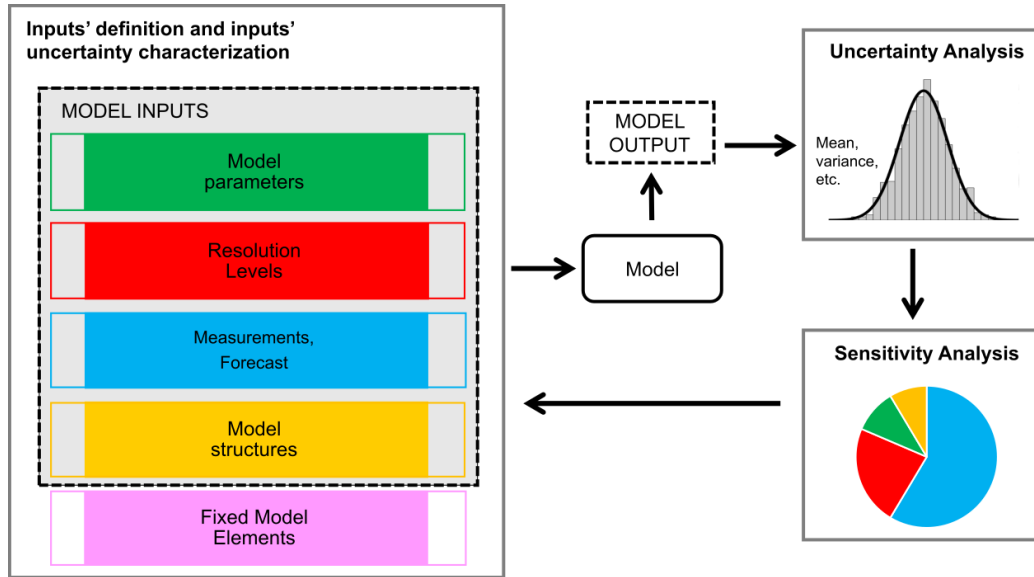 Inputs' definition and inputs'
uncertainty characterization
MODEL INPUTS
Model
parameters
Resolution
Levels
Measurements,
Forecast
Model
structures
Fixed Model
Elements
MODEL
OUTPUT
Model
Uncertainty Analysis
Mean,
variance,
etc.
Sensitivity Analysis